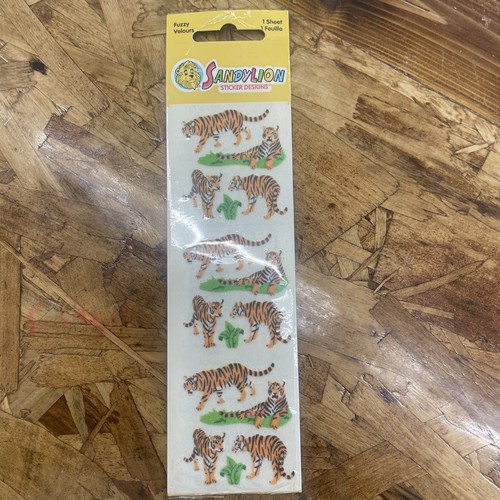 Fuzzy
Velours
1 Sheet
1 Feuille
SANDYLION
STICKER DESIGNS